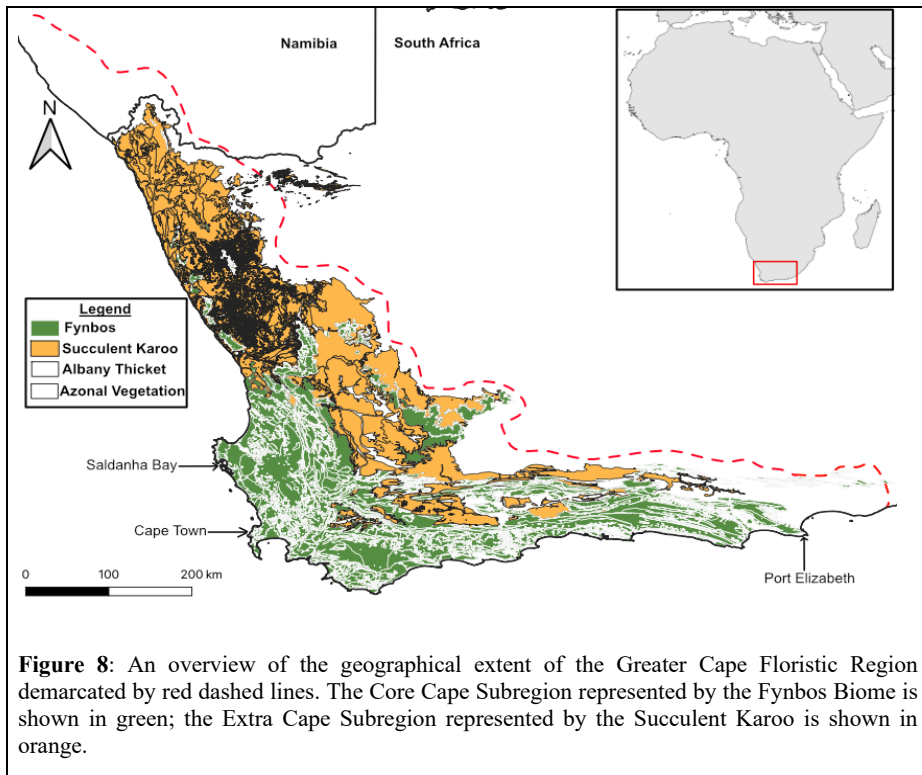 Namibia
South Africa
N
Legend
Fynbos
Succulent Karoo
Albany Thicket
Azonal Vegetation
Saldanha Bay
Cape Town
0 100 200 km
Port Elizabeth
Figure 8: An overview of the geographical extent of the Greater Cape Floristic Region
demarcated by red dashed lines. The Core Cape Subregion represented by the Fynbos Biome is
shown in green; the Extra Cape Subregion represented by the Succulent Karoo is shown in
orange.